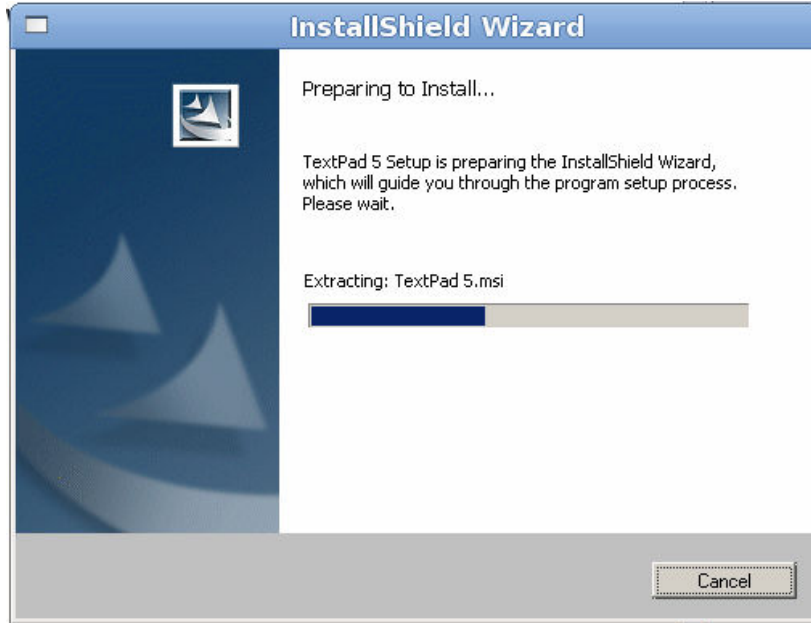 InstallShield Wizard
Preparing to Install...
TextPad 5 Setup is preparing the InstallShield Wizard,
which will guide you through the program setup process.
Please wait.
Extracting: TextPad 5.msi
Cancel